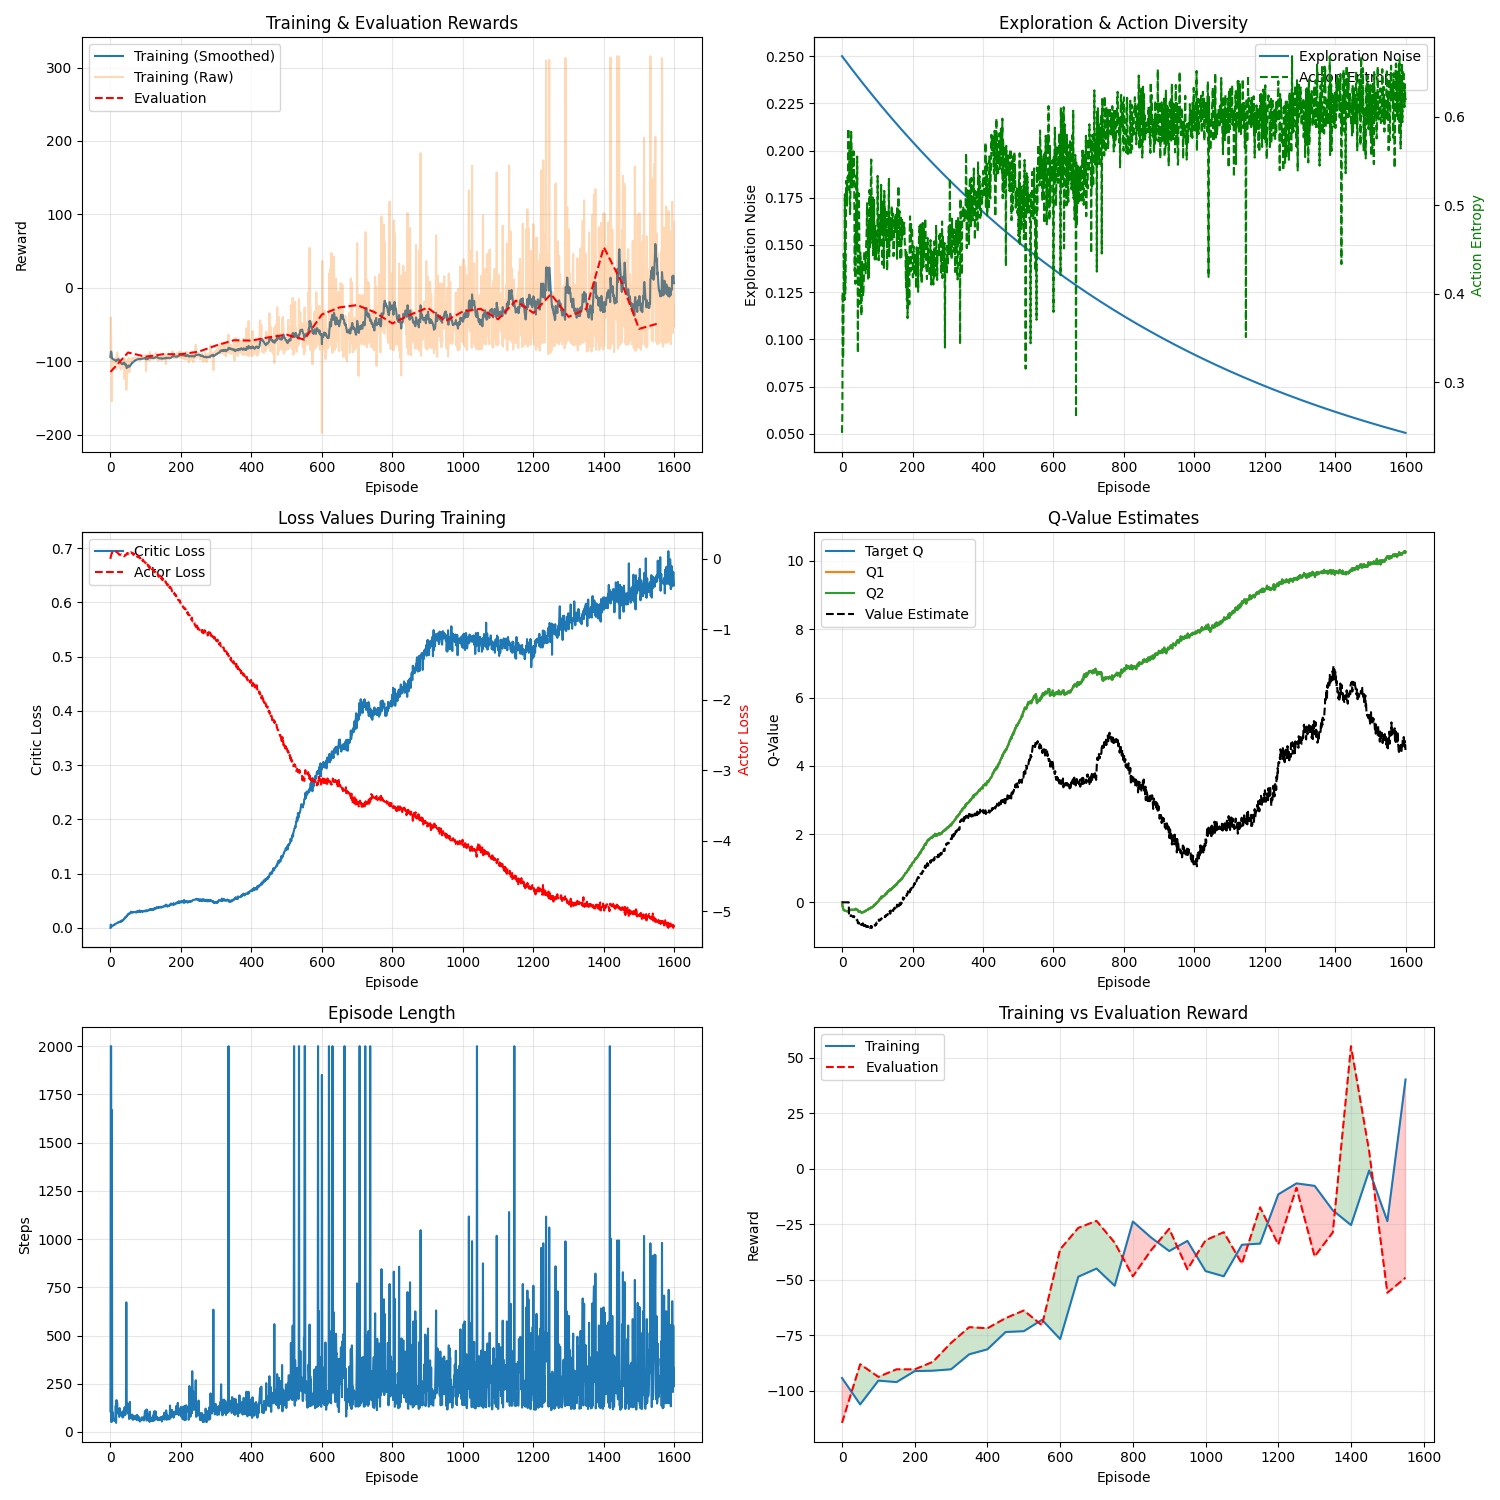 Training & Evaluation Rewards
Training (Smoothed)
Training (Raw)
Evaluation
300
200
100
0
−100
−200
Reward
0 200 400 600 800 1000 1200 1400 1600
Episode
Exploration & Action Diversity
Exploration Noise
Action Entropy
0.250
0.225
0.200
0.175
0.150
0.125
0.100
0.075
0.050
Exploration Noise
0.6
0.5
0.4
0.3
Action Entropy
0 200 400 600 800 1000 1200 1400 1600
Episode
Loss Values During Training
Critic Loss
Actor Loss
0.7
0.6
0.5
0.4
0.3
0.2
0.1
0.0
Critic Loss
0
−1
−2
−3
−4
−5
Actor Loss
0 200 400 600 800 1000 1200 1400 1600
Episode
Q-Value Estimates
Target Q
Q1
Q2
Value Estimate
10
8
6
4
2
0
Q-Value
0 200 400 600 800 1000 1200 1400 1600
Episode
Episode Length
2000
1750
1500
1250
1000
750
500
250
0
Steps
0 200 400 600 800 1000 1200 1400 1600
Episode
Training vs Evaluation Reward
Training
Evaluation
50
25
0
−25
−50
−75
−100
Reward
0 200 400 600 800 1000 1200 1400 1600
Episode